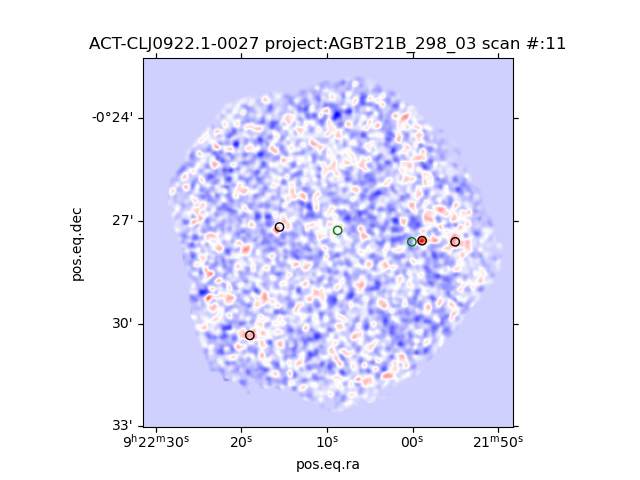 ACT-CLJ0922.1-0027 project:AGBT21B_298_03 scan #:11
-0°24'
27'
30'
33'
pos.eq.dec
9ʰ22ᵐ30ˢ 20ˢ 10ˢ 00ˢ 21ᵐ50ˢ
pos.eq.ra